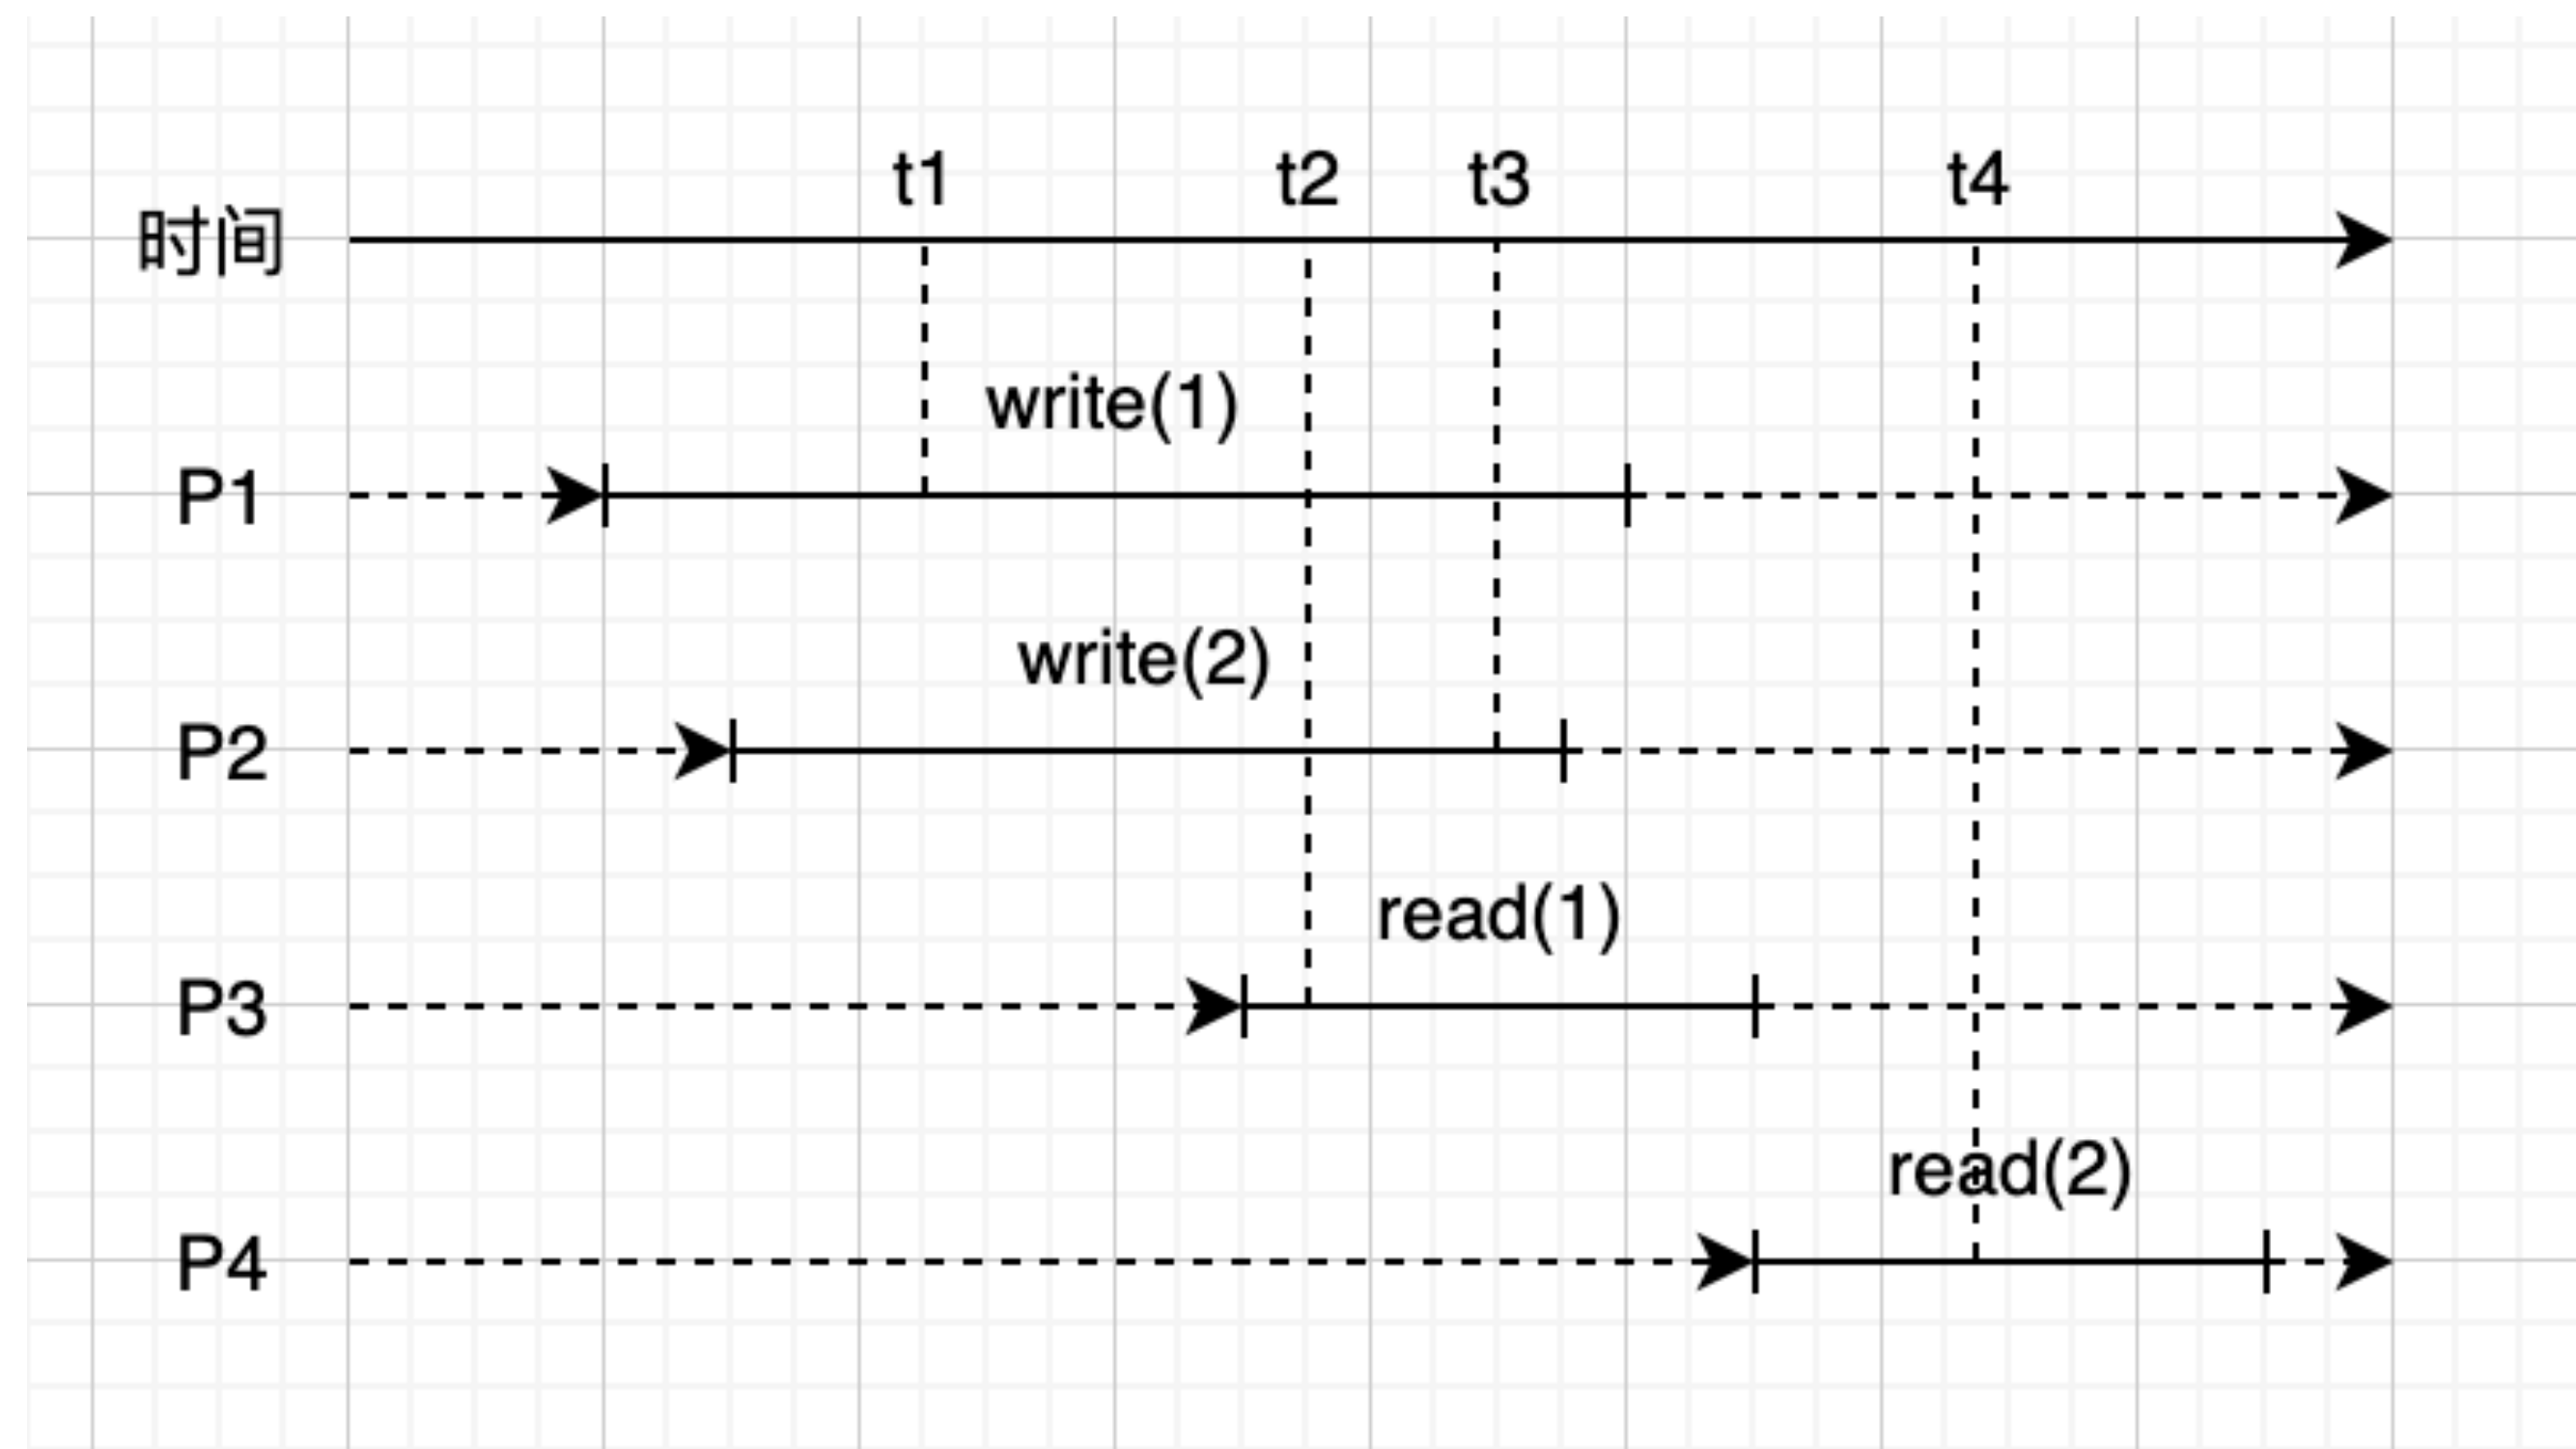 t1 t2 t3 t4
时间
write(1)
P1
write(2)
P2
read(1)
P3
read(2)
P4